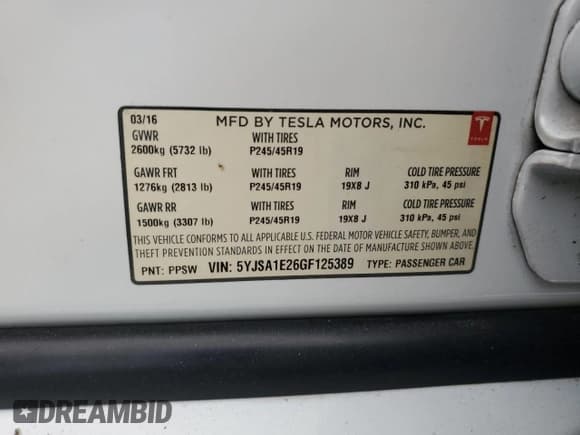 03/16 MFD BY TESLA MOTORS, INC.
TESLA
GVWR WITH TIRES
2600kg (5732 lb) P245/45R19
GAWR FRT WITH TIRES RIM COLD TIRE PRESSURE
1276kg (2813 lb) P245/45R19 19X8 J 310 kPa, 45 psi
GAWR RR WITH TIRES RIM COLD TIRE PRESSURE
1500kg (3307 lb) P245/45R19 19X8 J 310 kPa, 45 psi
THIS VEHICLE CONFORMS TO ALL APPLICABLE U.S. FEDERAL MOTOR VEHICLE SAFETY, BUMPER, AND
THEFT PREVENTION STANDARDS IN EFFECT ON THE DATE OF MANUFACTURE SHOWN ABOVE.
PNT: PPSW VIN: 5YJSA1E26GF125389 TYPE: PASSENGER CAR
DREAMBID